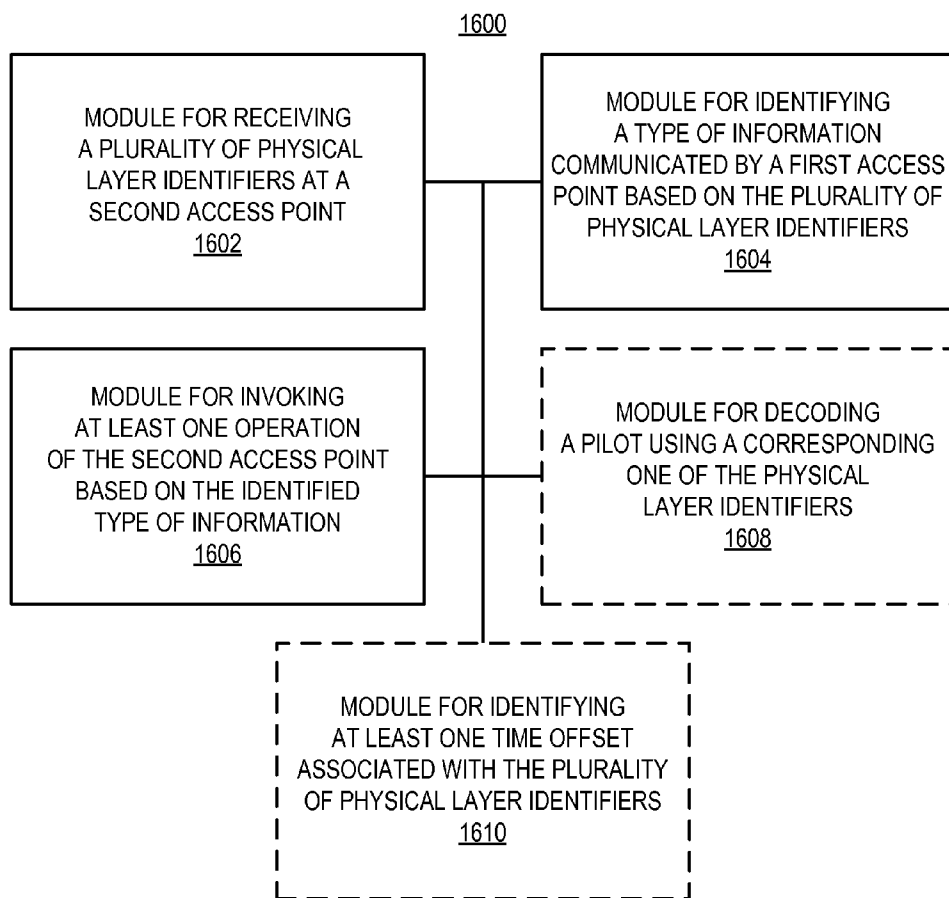 1600
MODULE FOR RECEIVING
A PLURALITY OF PHYSICAL
LAYER IDENTIFIERS AT A
SECOND ACCESS POINT
1602
MODULE FOR IDENTIFYING
A TYPE OF INFORMATION
COMMUNICATED BY A FIRST ACCESS
POINT BASED ON THE PLURALITY OF
PHYSICAL LAYER IDENTIFIERS
1604
MODULE FOR INVOKING
AT LEAST ONE OPERATION
OF THE SECOND ACCESS POINT
BASED ON THE IDENTIFIED
TYPE OF INFORMATION
1606
MODULE FOR DECODING
A PILOT USING A CORRESPONDING
ONE OF THE PHYSICAL
LAYER IDENTIFIERS
1608
MODULE FOR IDENTIFYING
AT LEAST ONE TIME OFFSET
ASSOCIATED WITH THE PLURALITY
OF PHYSICAL LAYER IDENTIFIERS
1610